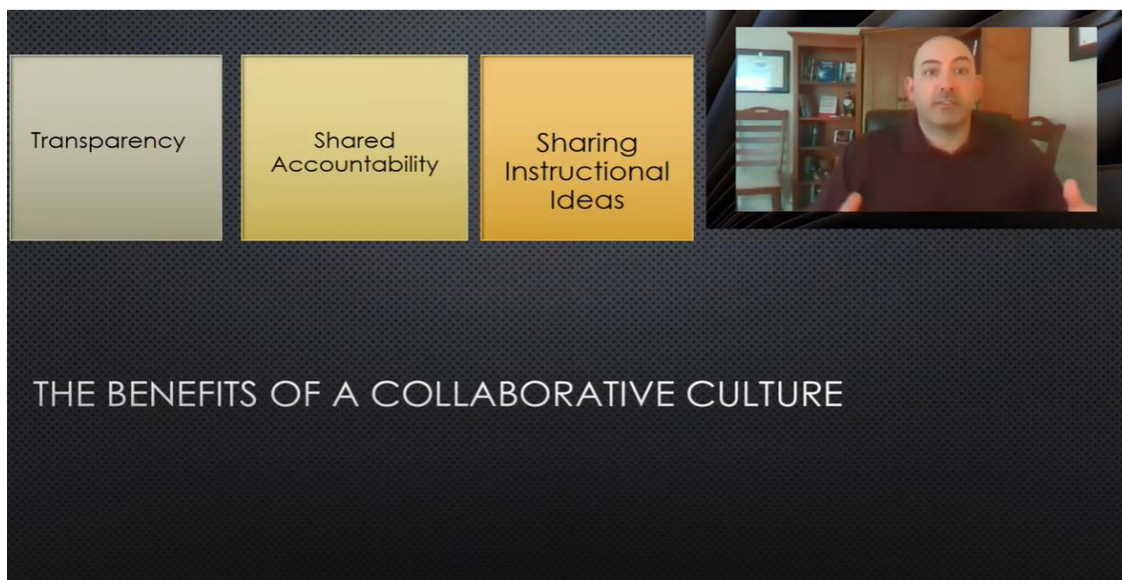 Transparency
Shared
Accountability
Sharing
Instructional
Ideas
THE BENEFITS OF A COLLABORATIVE CULTURE